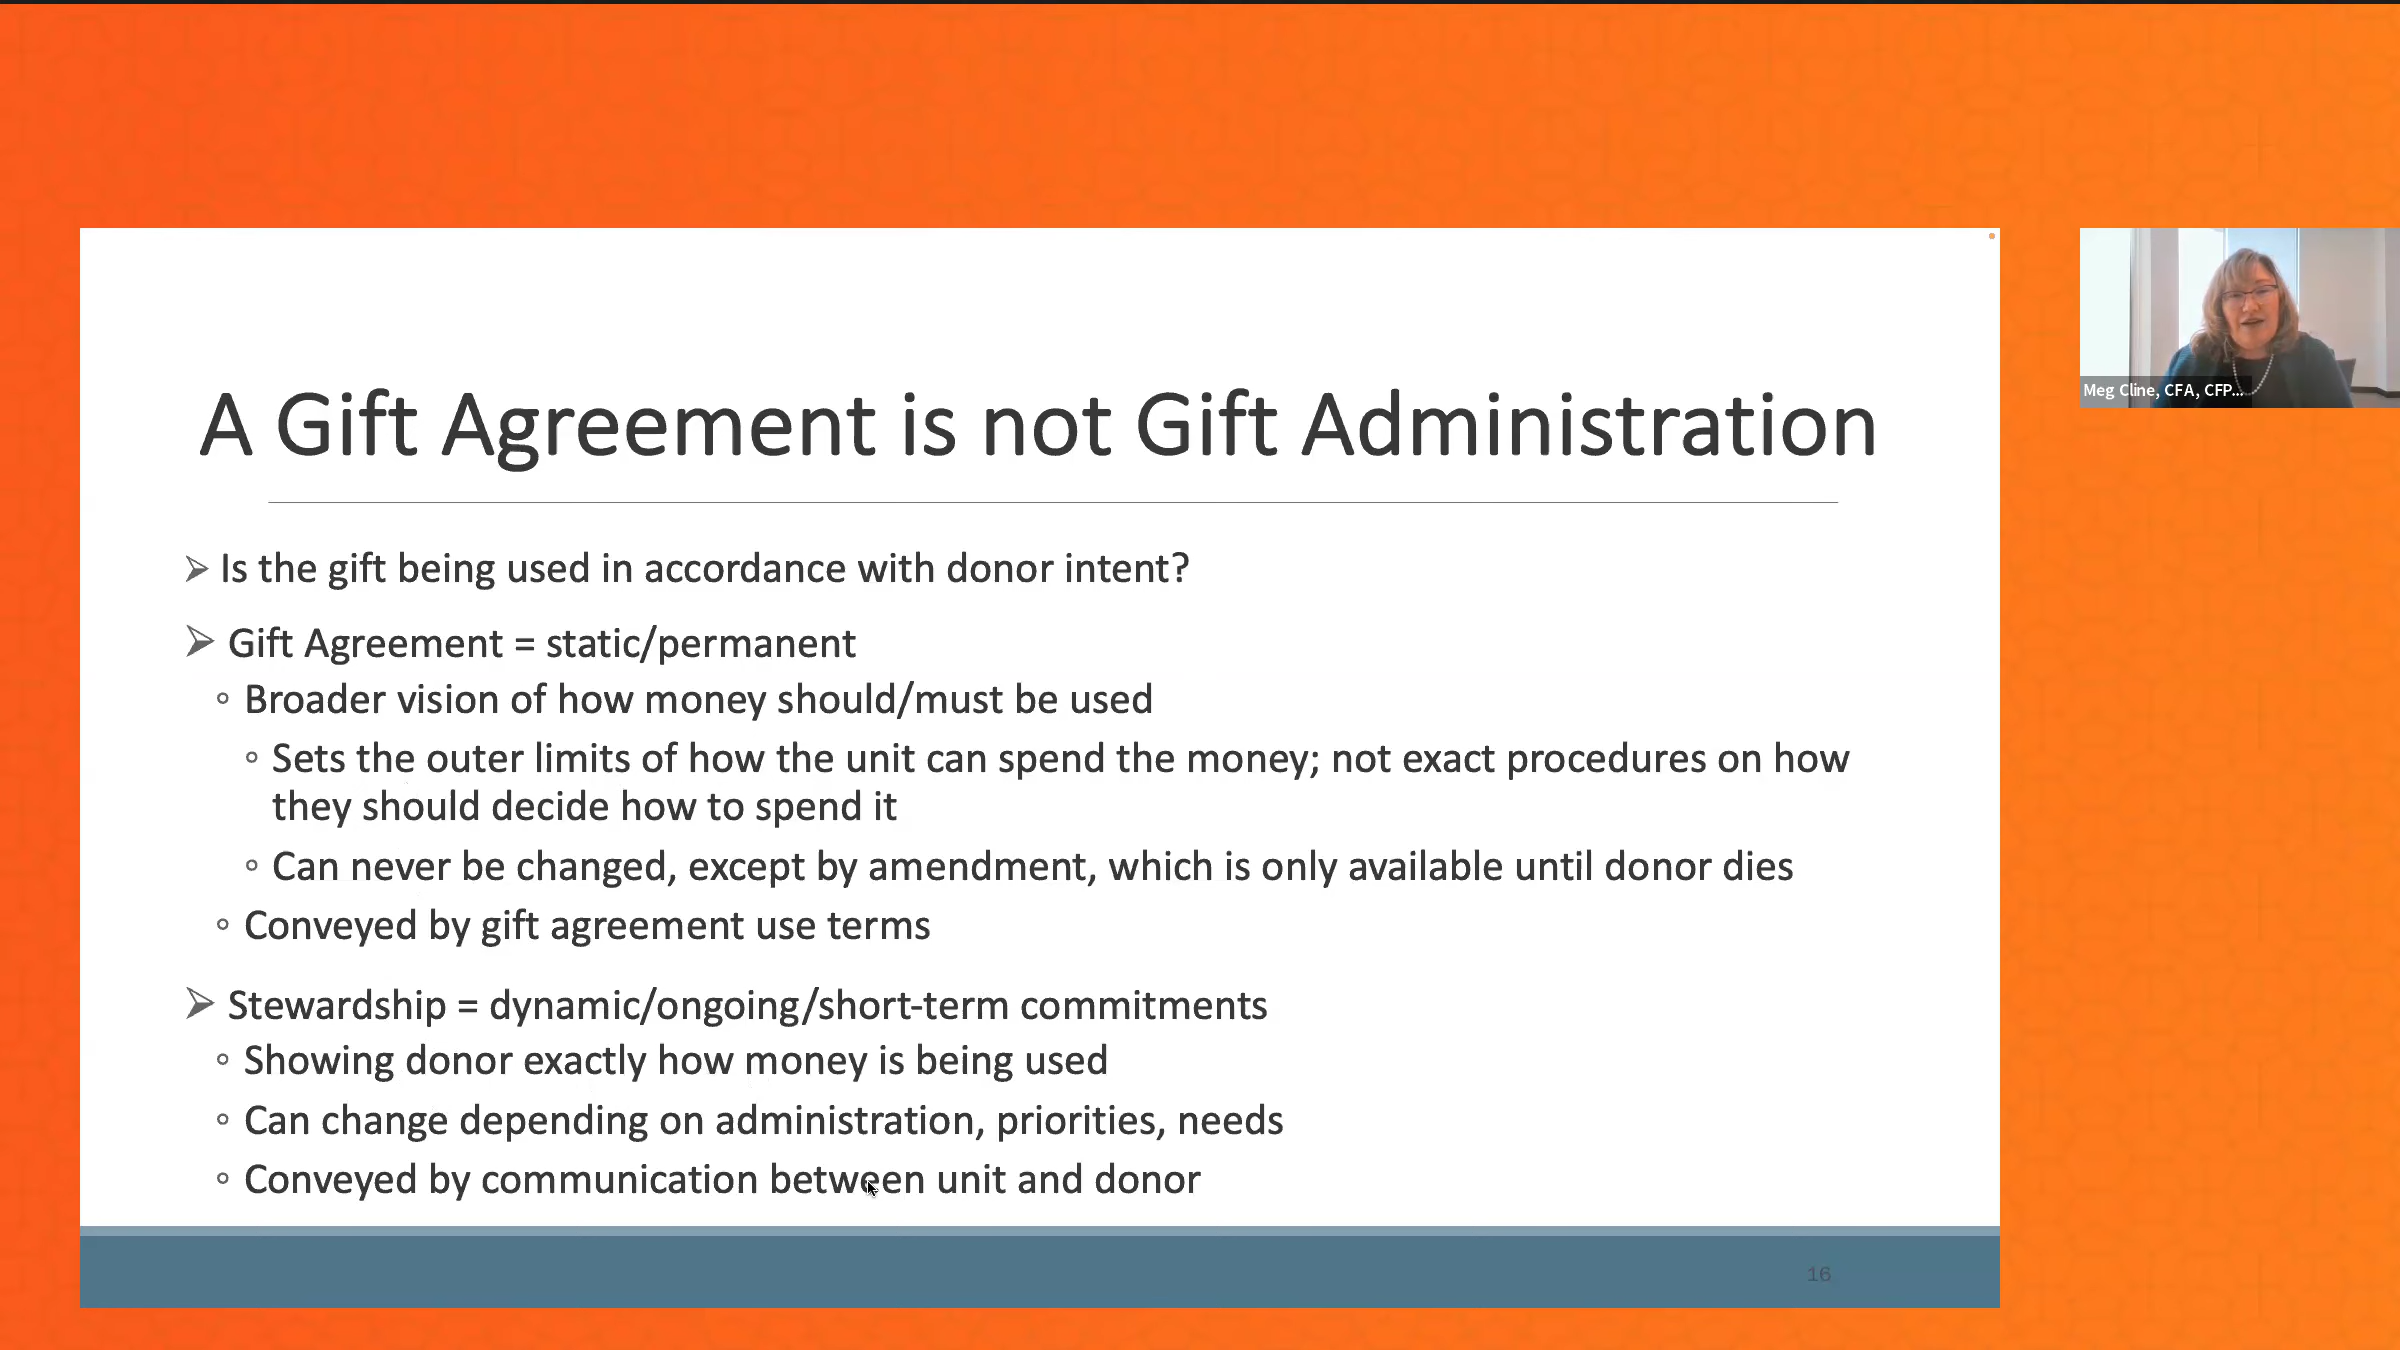 A Gift Agreement is not Gift Administration
➢ Is the gift being used in accordance with donor intent?
➢ Gift Agreement = static/permanent
◦ Broader vision of how money should/must be used
◦ Sets the outer limits of how the unit can spend the money; not exact procedures on how
they should decide how to spend it
◦ Can never be changed, except by amendment, which is only available until donor dies
◦ Conveyed by gift agreement use terms
➢ Stewardship = dynamic/ongoing/short-term commitments
◦ Showing donor exactly how money is being used
◦ Can change depending on administration, priorities, needs
◦ Conveyed by communication between unit and donor
16
Meg Cline, CFA, CFP...